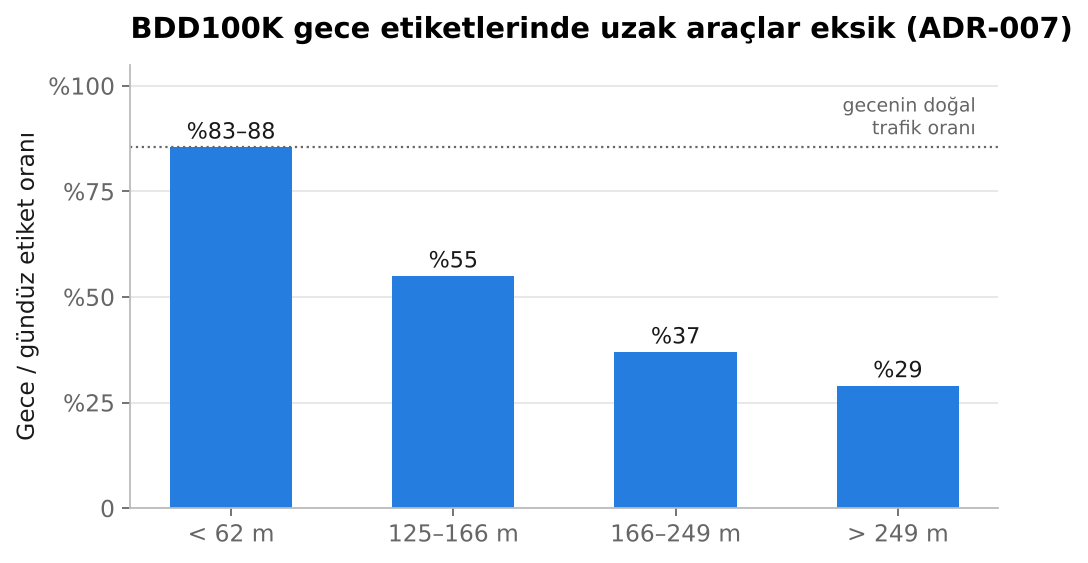 BDD100K gece etiketlerinde uzak araçlar eksik (ADR-007)
Gece / gündüz etiket oranı
%100
%75
%50
%25
0
gecenin doğal
trafik oranı
%83–88
%55
%37
%29
< 62 m
125–166 m
166–249 m
> 249 m